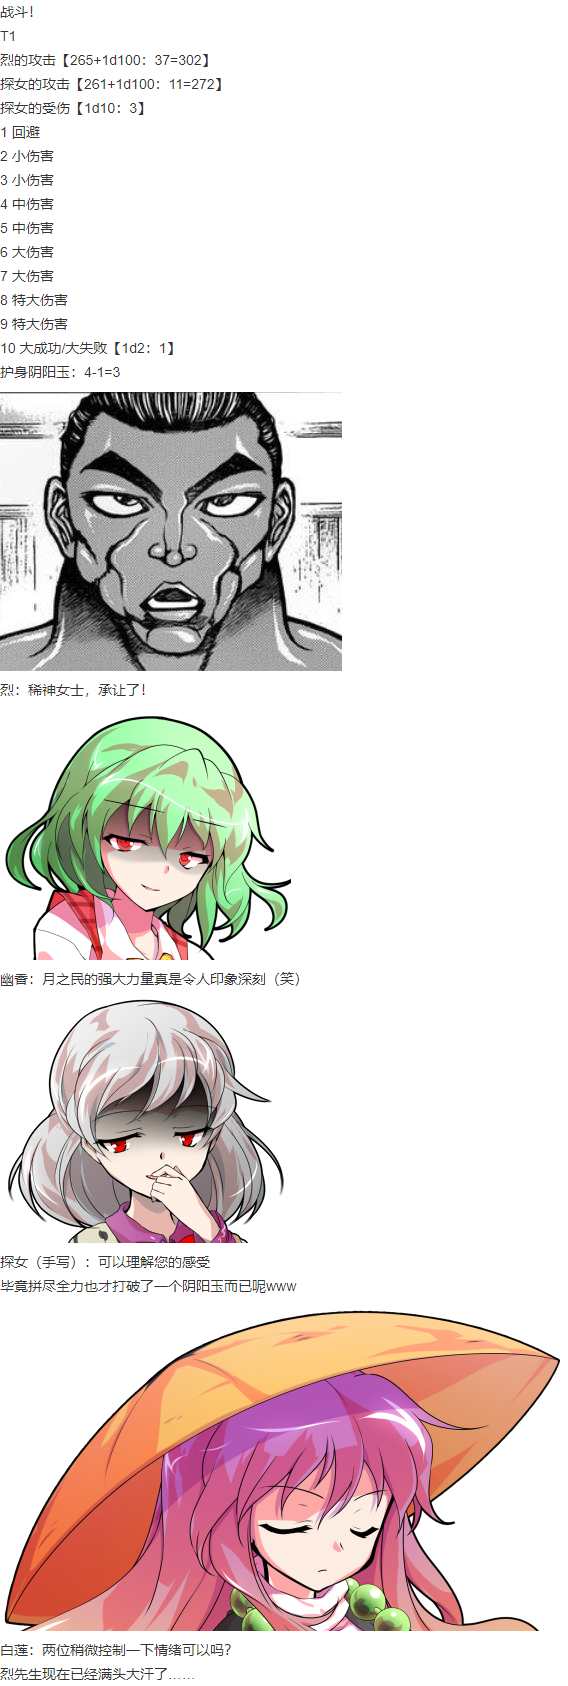 战斗！
T1
烈的攻击【265+1d100：37=302】
探女的攻击【261+1d100：11=272】
探女的受伤【1d10：3】
1 回避
2 小伤害
3 小伤害
4 中伤害
5 中伤害
6 大伤害
7 大伤害
8 特大伤害
9 特大伤害
10 大成功/大失败【1d2：1】
护身阴阳玉：4-1=3
烈：稀神女士，承让了！
幽香：月之民的强大力量真是令人印象深刻（笑）
探女（手写）：可以理解您的感受
毕竟拼尽全力也才打破了一个阴阳玉而已呢www
白莲：两位稍微控制一下情绪可以吗？
烈先生现在已经满头大汗了……